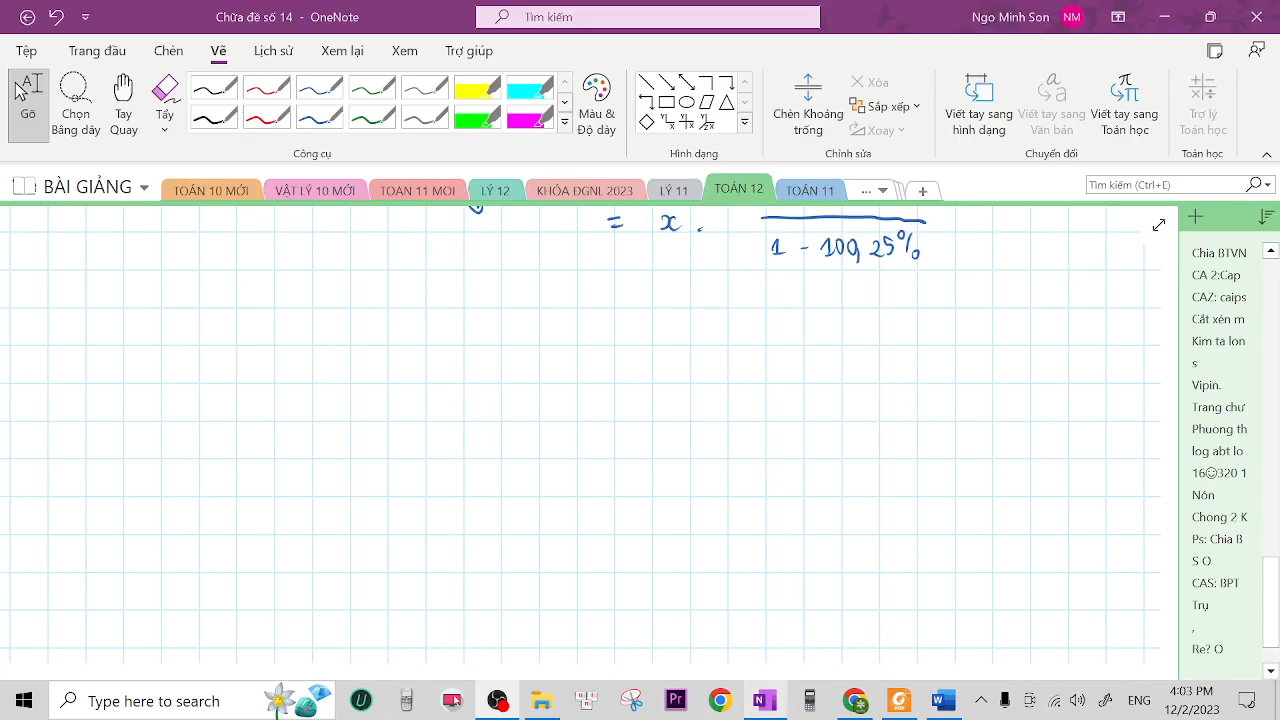 Chữa đề số 14 - OneNote
Tìm kiếm
Ngo Minh Son NM
Tệp Trang đầu Chèn Vẽ Lịch sử Xem lại Xem Trợ giúp
Gõ
Chọn Bằng dây
Tay Quay
Tẩy
Màu & Độ dày
Chèn Khoảng trống
Xóa
Sắp xếp
Xoay
Viết tay sang hình dạng
Viết tay sang Văn bản
Viết tay sang Toán học
Tự lý Toán học
Công cụ
Hình dạng
Chỉnh sửa
Chuyển đổi
Toán học
BÀI GIẢNG
TOÁN 10 MỚI VẬT LÝ 10 MỚI TOAN 11 MOI LÝ 12 KHÓA ĐGNL 2023 LÝ 11 TOÁN 12 TOÁN 11 ...
Tìm kiếm (Ctrl+E)
= x .
1 - 100,25%
Chia BTVN
CA 2:Cap
CAZ: caips
Cắt xén m
Kim ta lon
s
Vipin.
Trang chư
Phuong th
log abt lo
16☺320 1
Nón
Chong 2 K
Ps: Chia B
S O
CAS: BPT
Trụ
,
Re? O
Type here to search
ENG
4:03 PM
12/2/2023